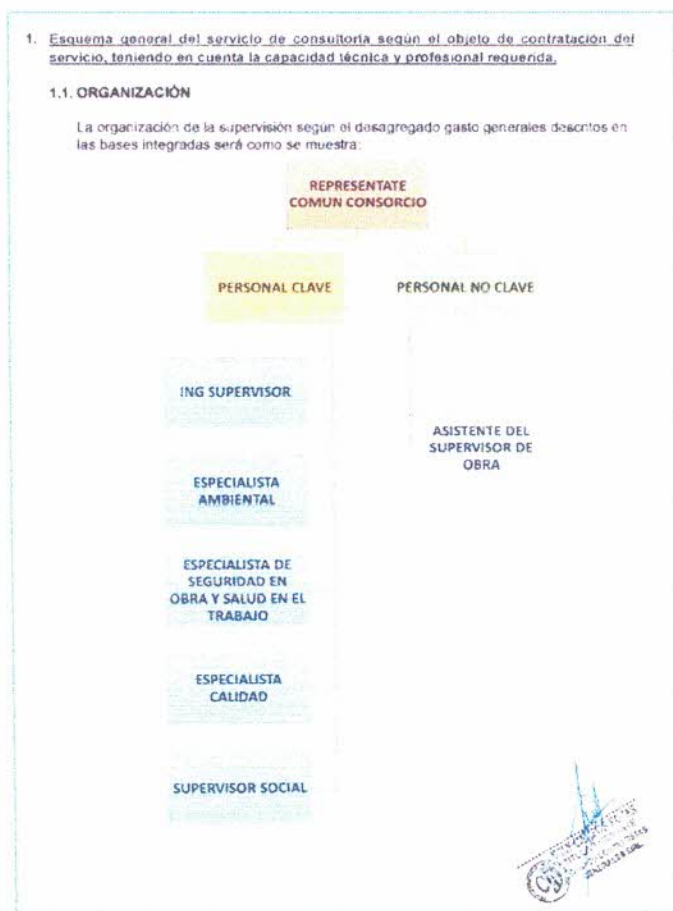 1. Esquema general del servicio de consultoría según el objeto de contratación del
servicio, teniendo en cuenta la capacidad técnica y profesional requerida.
1.1. ORGANIZACIÓN
La organización de la supervisión según el desagregado gasto generales descritos en
las bases integradas será como se muestra:
REPRESENTATE
COMUN CONSORCIO
PERSONAL CLAVE
PERSONAL NO CLAVE
ING SUPERVISOR
ASISTENTE DEL
SUPERVISOR DE
OBRA
ESPECIALISTA
AMBIENTAL
ESPECIALISTA DE
SEGURIDAD EN
OBRA Y SALUD EN EL
TRABAJO
ESPECIALISTA
CALIDAD
SUPERVISOR SOCIAL